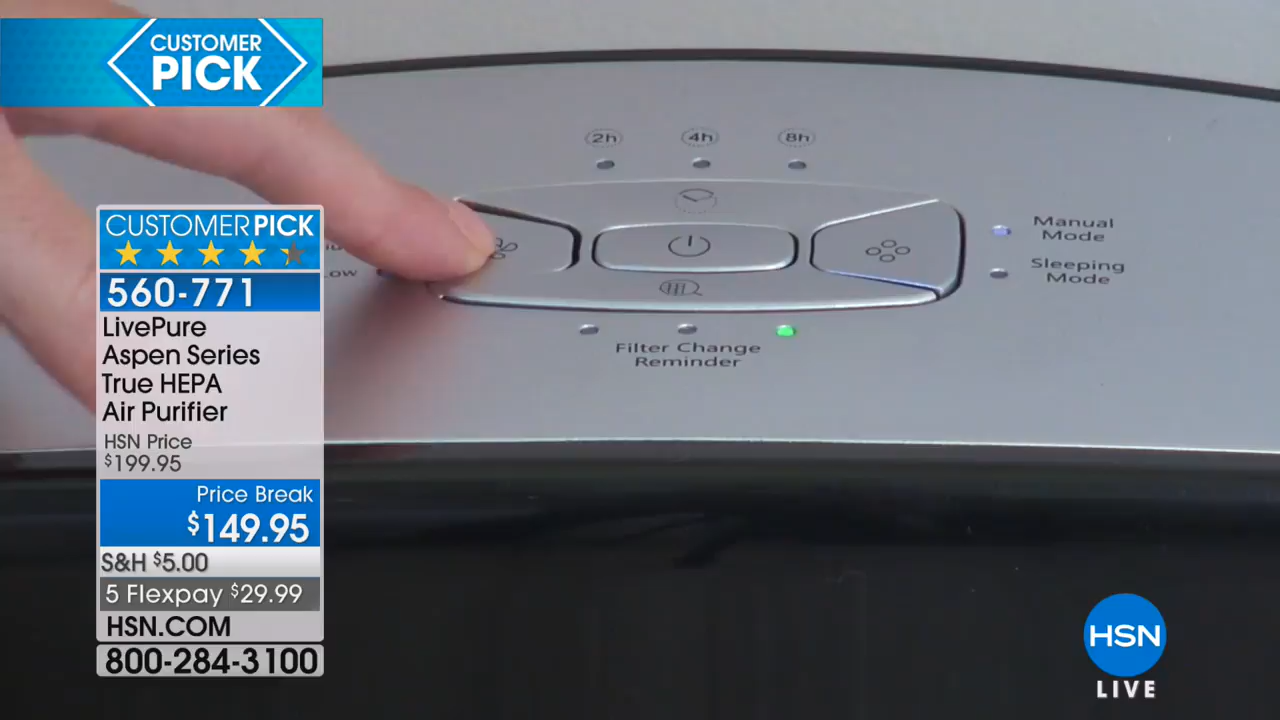 CUSTOMER
PICK
CUSTOMERPICK
560-771
LivePure
Aspen Series
True HEPA
Air Purifier
HSN Price
$199.95
Price Break
$149.95
S&H $5.00
5 Flexpay $29.99
HSN.COM
800-284-3100
2h
4h
8h
Low
Manual
Mode
Sleeping
Mode
Filter Change
Reminder
HSN
LIVE